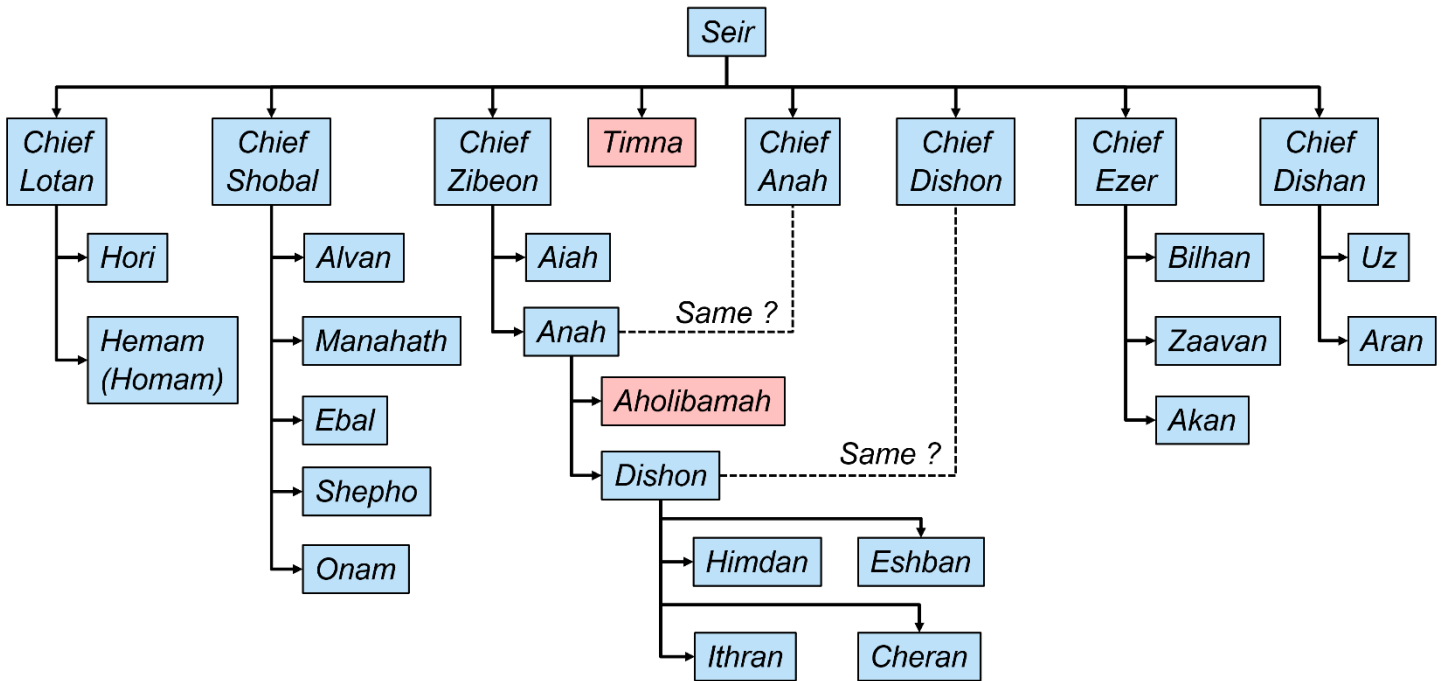 Seir
Chief
Lotan
Chief
Shobal
Chief
Zibeon
Timna
Chief
Anah
Chief
Dishon
Chief
Ezer
Chief
Dishan
Hori
Alvan
Aiah
Bilhan
Uz
Same ?
Hemam
(Homam)
Manahath
Anah
Zaavan
Aran
Aholibamah
Ebal
Akan
Same ?
Shepho
Dishon
Onam
Himdan
Eshban
Ithran
Cheran